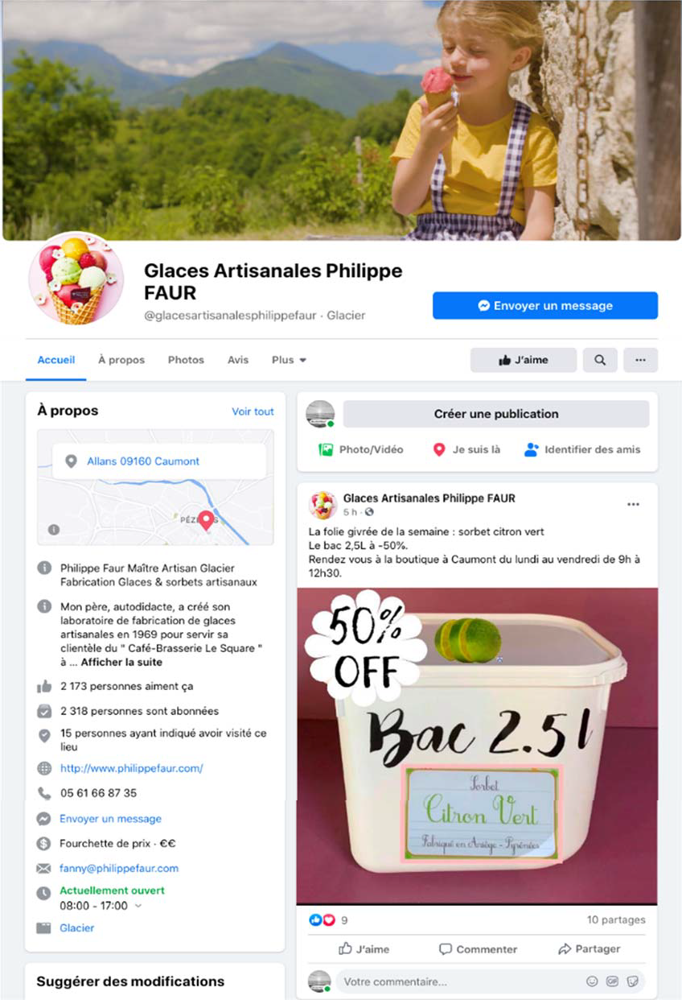 Glaces Artisanales Philippe
FAUR
@glacesartisanalesphilippefaur · Glacier
Envoyer un message
Accueil
À propos
Photos
Avis
Plus
J'aime
À propos
Voir tout
Allans 09160 Caumont
Philippe Faur Maître Artisan Glacier
Fabrication Glaces & sorbets artisanaux
Mon père, autodidacte, a créé son
laboratoire de fabrication de glaces
artisanales en 1969 pour servir sa
clientèle du " Café-Brasserie Le Square "
à ... Afficher la suite
2 173 personnes aiment ça
2 318 personnes sont abonnées
15 personnes ayant indiqué avoir visité ce
lieu
http://www.philippefaur.com/
05 61 66 87 35
Envoyer un message
Fourchette de prix · €€
fanny@philippefaur.com
Actuellement ouvert
08:00 - 17:00
Glacier
Suggérer des modifications
Créer une publication
Photo/Vidéo
Je suis là
Identifier des amis
Glaces Artisanales Philippe FAUR
5 h ·
La folie givrée de la semaine : sorbet citron vert
Le bac 2,5L à -50%.
Rendez vous à la boutique à Caumont du lundi au vendredi de 9h à
12h30.
50%
OFF
Bac 2.5l
Sorbet
Citron Vert
Fabriqué en Ariège - Pyrénées
9
10 partages
J'aime
Commenter
Partager
Votre commentaire...
GIF